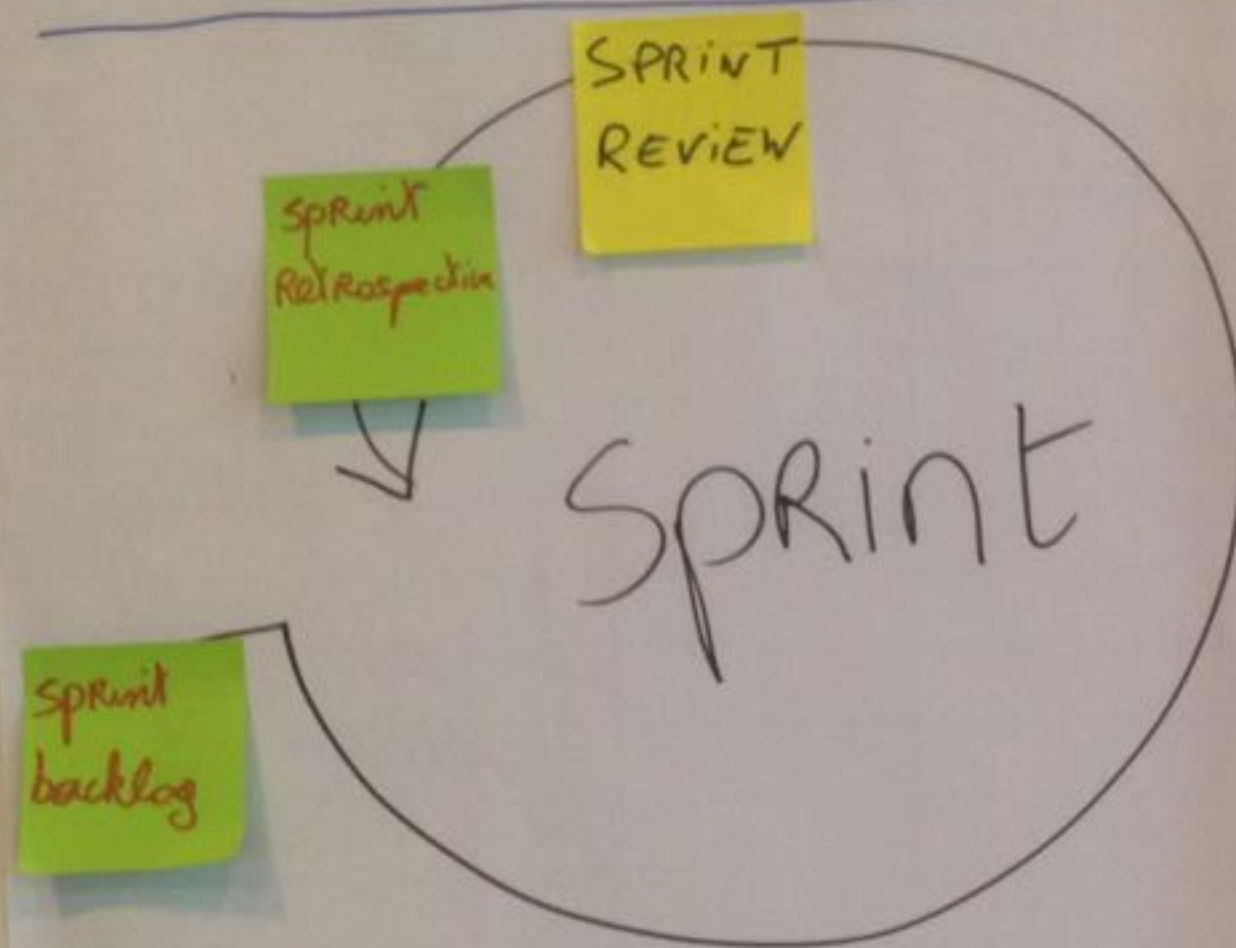 SPRiNT
REViEW
spRint
RetRospective
SpRint
spRint
backlog